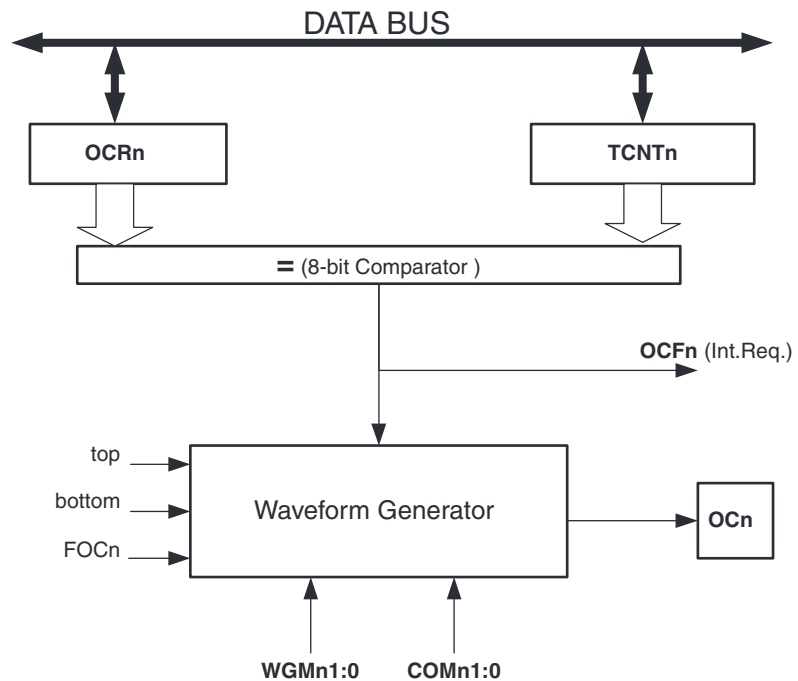 DATA BUS
OCRn
TCNTn
= (8-bit Comparator )
OCFn (Int.Req.)
top
bottom
FOCn
Waveform Generator
OCn
WGMn1:0
COMn1:0